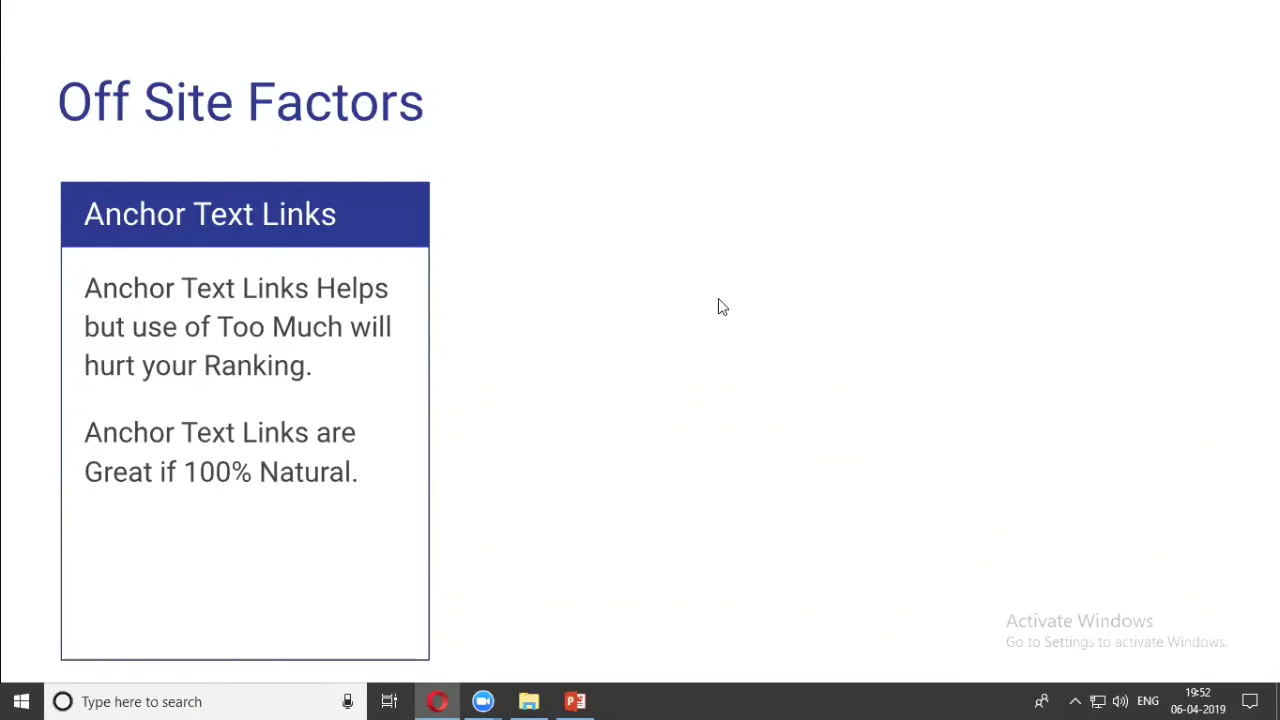 Off Site Factors
Anchor Text Links
Anchor Text Links Helps
but use of Too Much will
hurt your Ranking.
Anchor Text Links are
Great if 100% Natural.
Activate Windows
Go to Settings to activate Windows.
Type here to search
ENG
19:52
06-04-2019